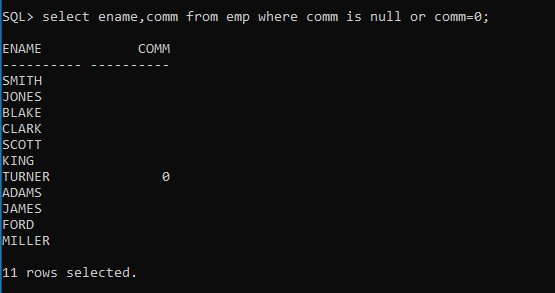 SQL> select ename,comm from emp where comm is null or comm=0;
ENAME            COMM
---------- ----------
SMITH
JONES
BLAKE
CLARK
SCOTT
KING
TURNER              0
ADAMS
JAMES
FORD
MILLER
11 rows selected.